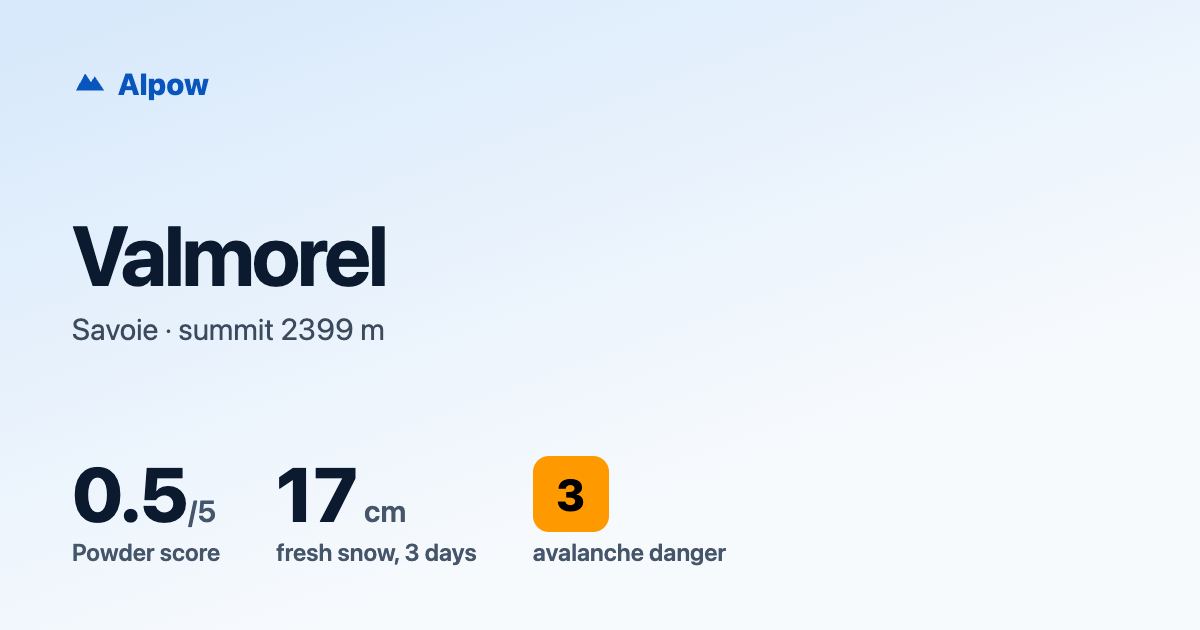 Alpow
Valmorel
Savoie · summit 2399 m
0.5/5
Powder score
17 cm
fresh snow, 3 days
3
avalanche danger